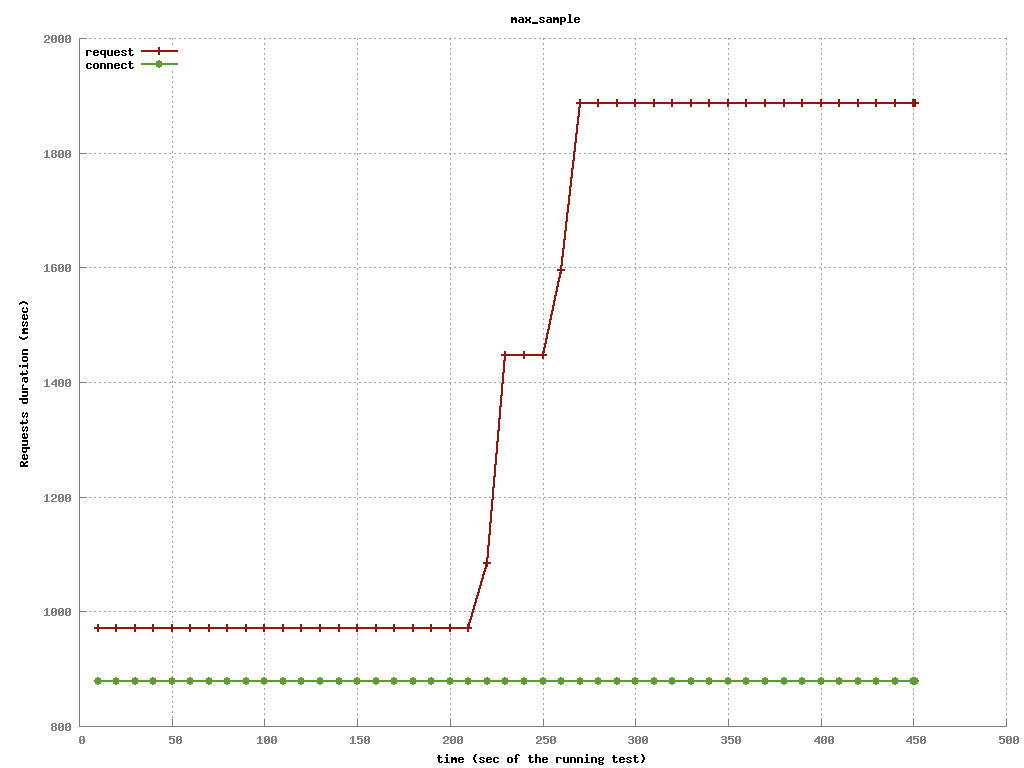 max_sample
request
connect
2000
1800
1600
1400
1200
1000
800
Requests duration (msec)
0 50 100 150 200 250 300 350 400 450 500
time (sec of the running test)